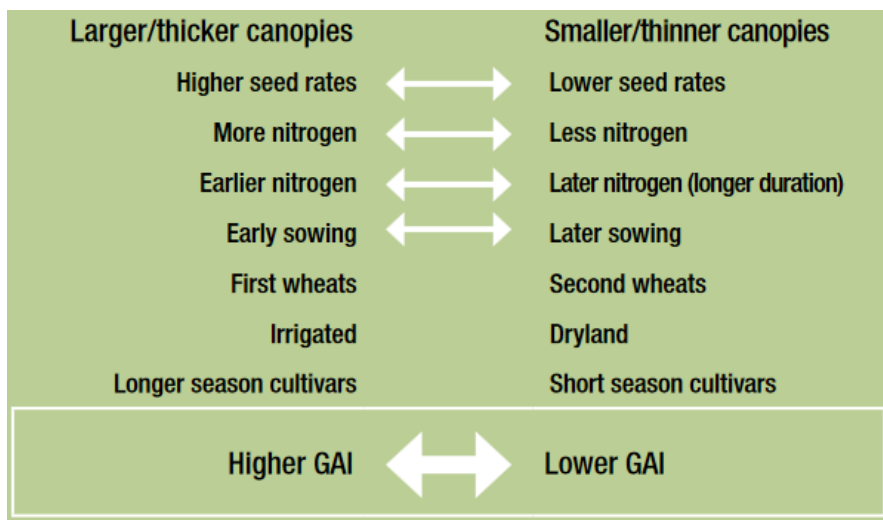 Larger/thicker canopies Smaller/thinner canopies
Higher seed rates Lower seed rates
More nitrogen Less nitrogen
Earlier nitrogen Later nitrogen (longer duration)
Early sowing Later sowing
First wheats Second wheats
Irrigated Dryland
Longer season cultivars Short season cultivars
Higher GAI Lower GAI